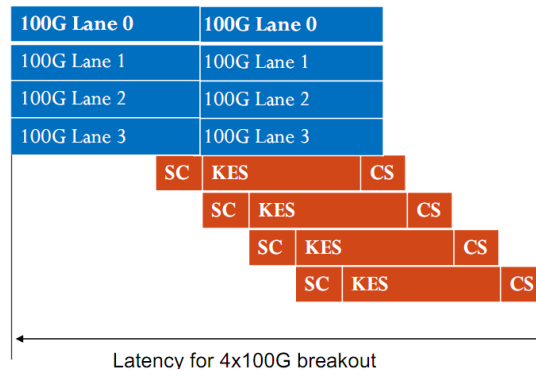 100G Lane 0 100G Lane 0
100G Lane 1 100G Lane 1
100G Lane 2 100G Lane 2
100G Lane 3 100G Lane 3
SC KES CS
SC KES CS
SC KES CS
SC KES CS
Latency for 4x100G breakout